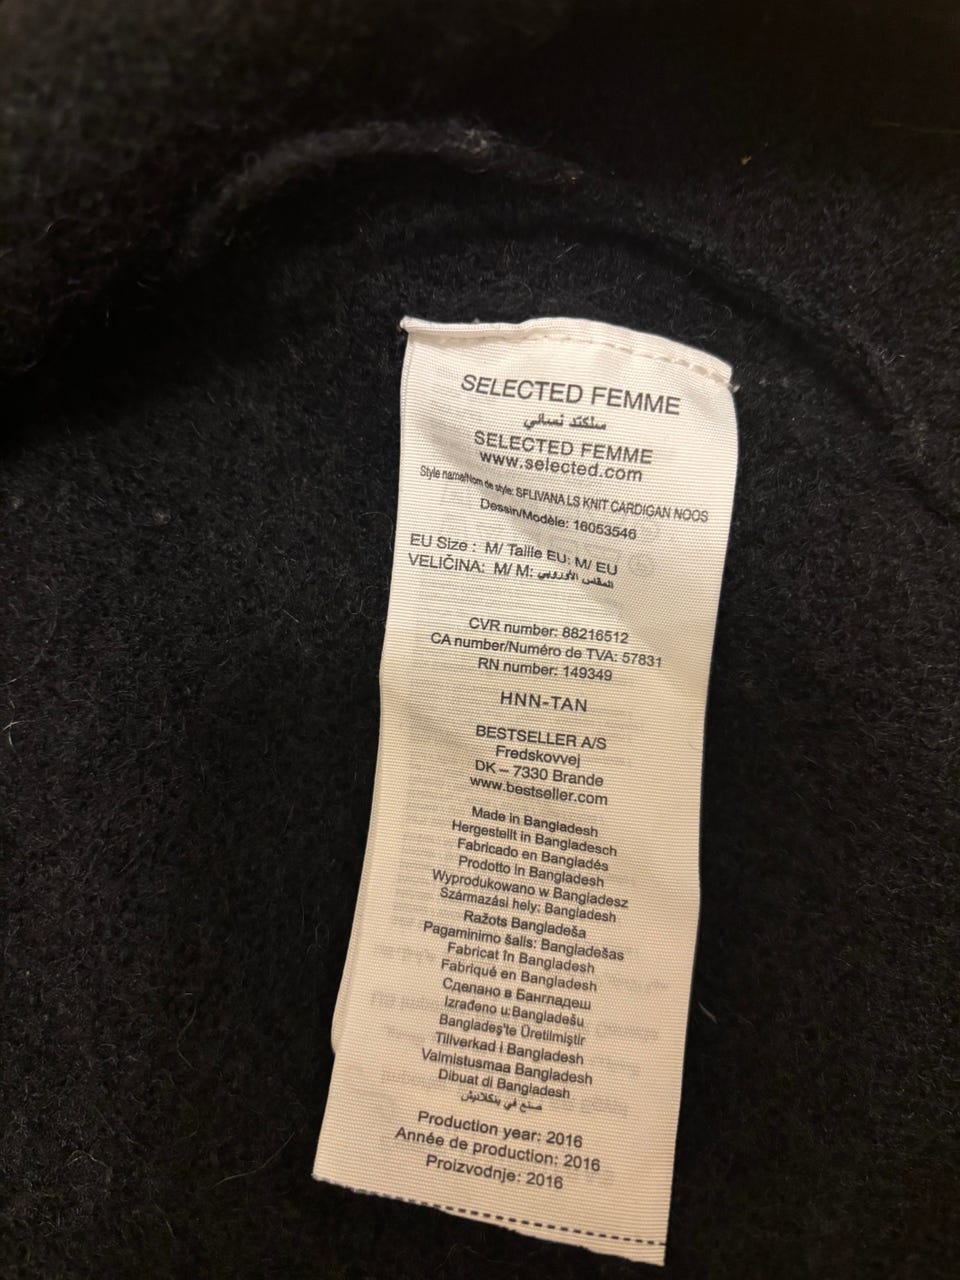 SELECTED FEMME
سلكتد نسائي
SELECTED FEMME
www.selected.com
Style name/Nom de style: SFLIVANA LS KNIT CARDIGAN NOOS
Dessin/Modèle: 16053546
EU Size : M/ Taille EU: M/ EU
VELIČINA: M/ M: المقاس الأوروبي
CVR number: 88216512
CA number/Numéro de TVA: 57831
RN number: 149349
HNN-TAN
BESTSELLER A/S
Fredskovvej
DK – 7330 Brande
www.bestseller.com
Made in Bangladesh
Hergestellt in Bangladesch
Fabricado en Bangladés
Prodotto in Bangladesh
Wyprodukowano w Bangladesz
Származási hely: Bangladesh
Ražots Bangladeša
Pagaminimo šalis: Bangladešas
Fabricat în Bangladesh
Fabriqué en Bangladesh
Сделано в Бангладеш
Izrađeno u:Bangladešu
Bangladeş'te Üretilmiştir
Tillverkad i Bangladesh
Valmistusmaa Bangladesh
Dibuat di Bangladesh
صنع في بنكلاديش
Production year: 2016
Année de production: 2016
Proizvodnje: 2016